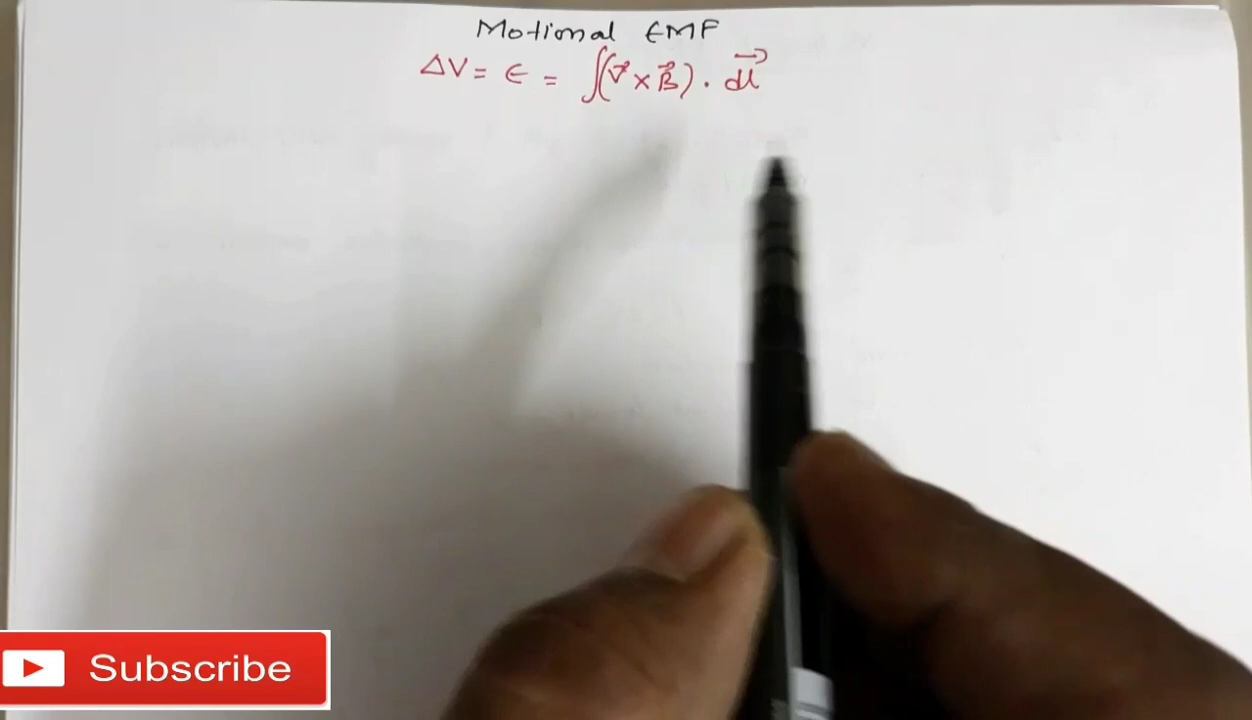 Motional EMF
ΔV = ϵ = ∫(v⃗ × B⃗) · dl⃗
Subscribe